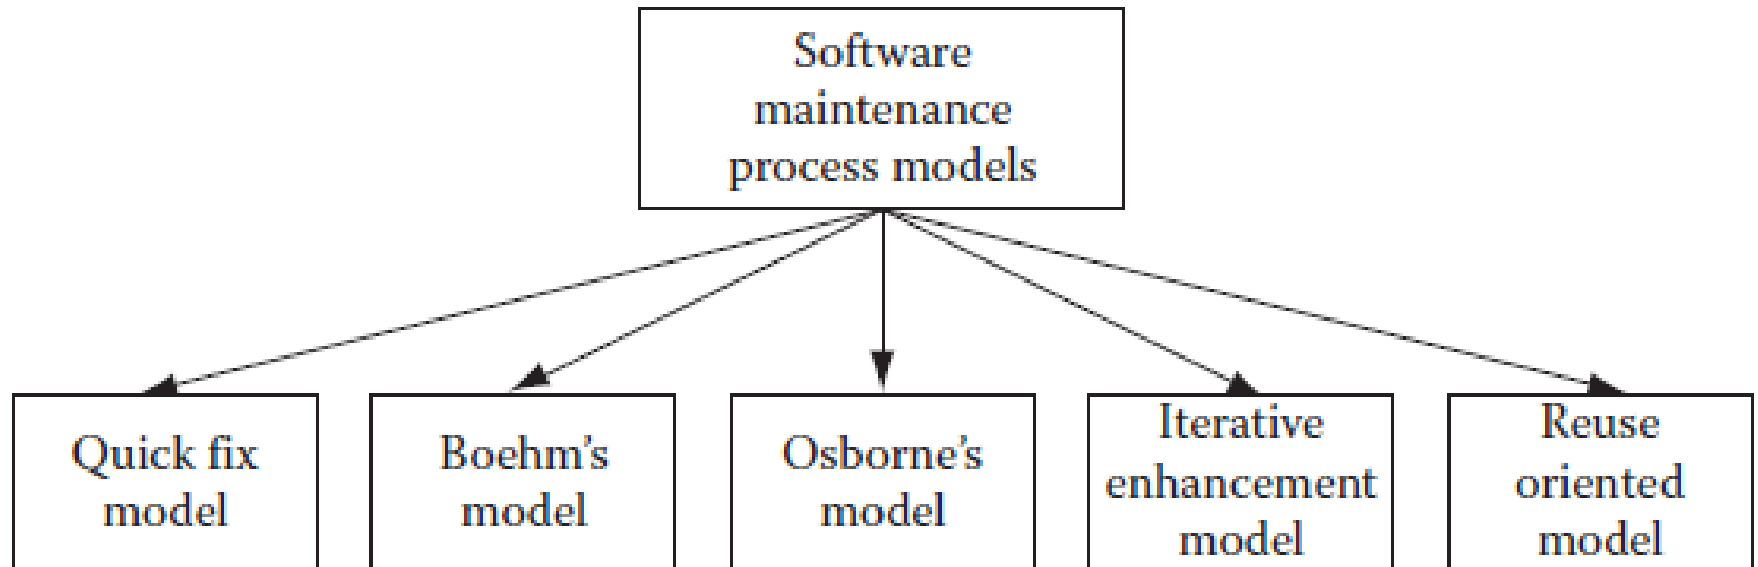 Software
maintenance
process models
Quick fix
model
Boehm’s
model
Osborne’s
model
Iterative
enhancement
model
Reuse
oriented
model